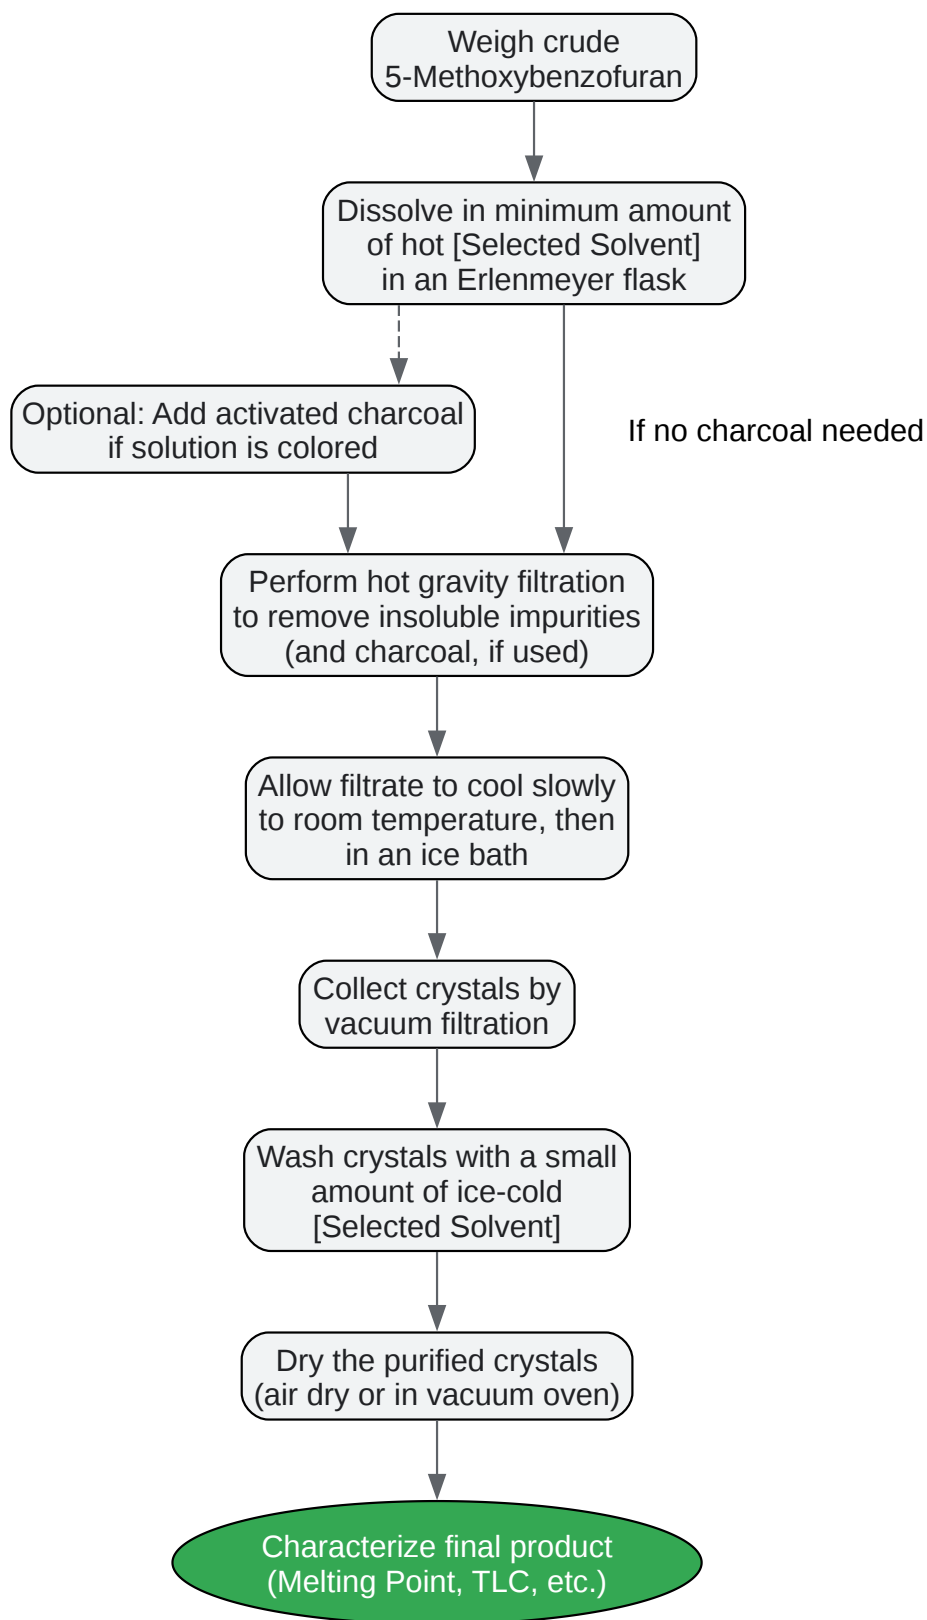 Weigh crude
5-Methoxybenzofuran
Dissolve in minimum amount
of hot [Selected Solvent]
in an Erlenmeyer flask
Optional: Add activated charcoal
if solution is colored
If no charcoal needed
Perform hot gravity filtration
to remove insoluble impurities
(and charcoal, if used)
Allow filtrate to cool slowly
to room temperature, then
in an ice bath
Collect crystals by
vacuum filtration
Wash crystals with a small
amount of ice-cold
[Selected Solvent]
Dry the purified crystals
(air dry or in vacuum oven)
Characterize final product
(Melting Point, TLC, etc.)